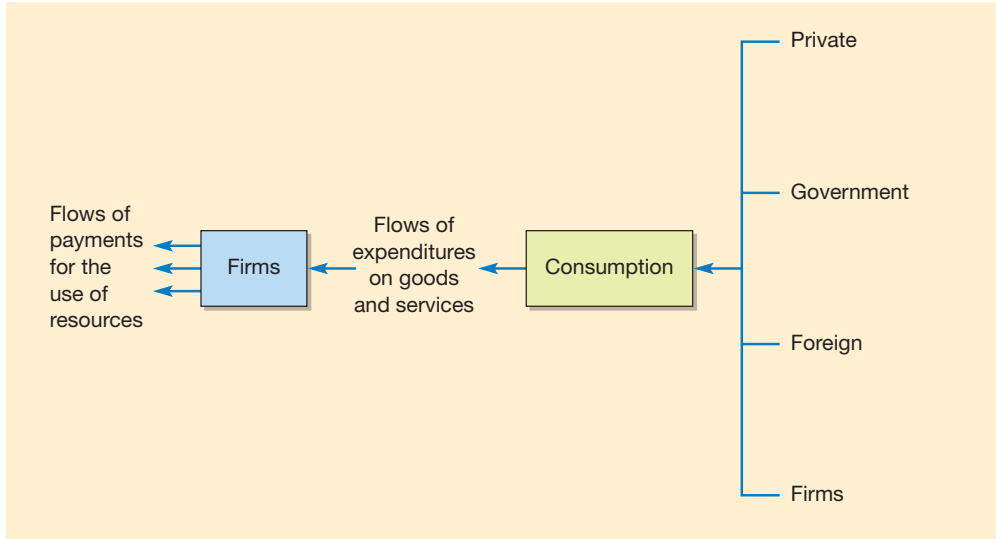 Flows of
payments
for the
use of
resources
Firms
Flows of
expenditures
on goods
and services
Consumption
Private
Government
Foreign
Firms